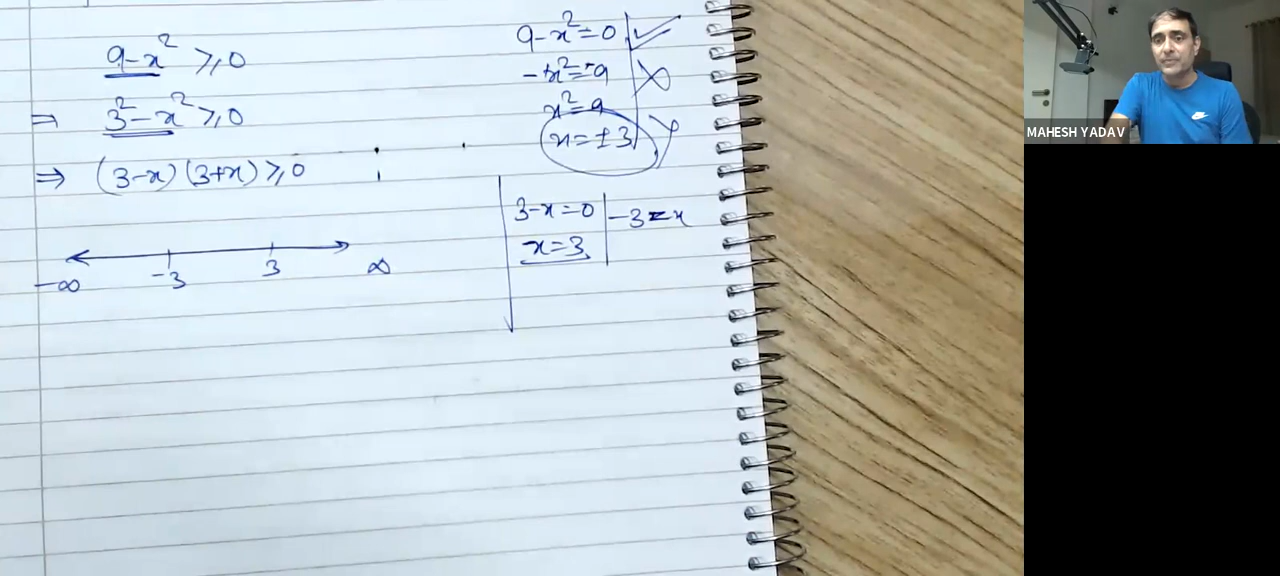 9-x² ≥ 0
⇒ 3²-x² ≥ 0
⇒ (3-x)(3+x) ≥ 0
-∞ -3 3 ∞
9-x²=0
-x²=-9
x²=9
x=±3
3-x=0
x=3
-3=x
MAHESH YADAV